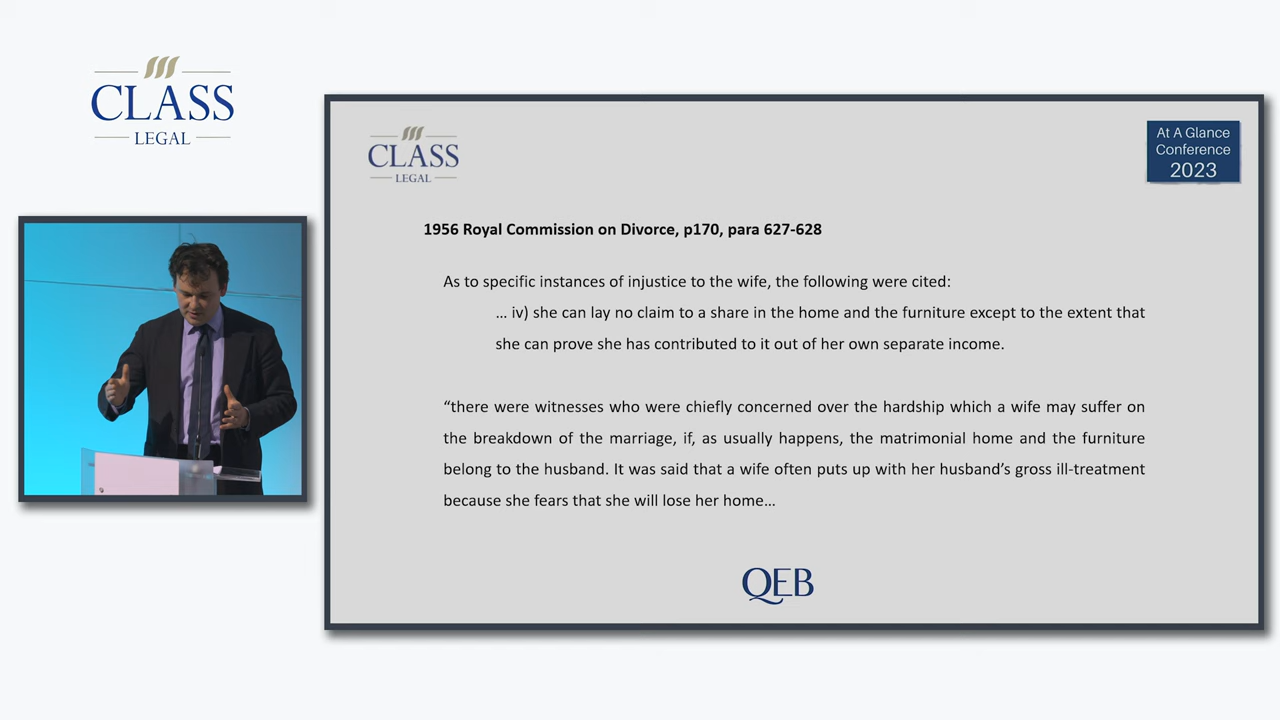 CLASS
LEGAL
CLASS
LEGAL
At A Glance
Conference
2023
1956 Royal Commission on Divorce, p170, para 627-628
As to specific instances of injustice to the wife, the following were cited:
… iv) she can lay no claim to a share in the home and the furniture except to the extent that
she can prove she has contributed to it out of her own separate income.
“there were witnesses who were chiefly concerned over the hardship which a wife may suffer on
the breakdown of the marriage, if, as usually happens, the matrimonial home and the furniture
belong to the husband. It was said that a wife often puts up with her husband’s gross ill-treatment
because she fears that she will lose her home…
QEB